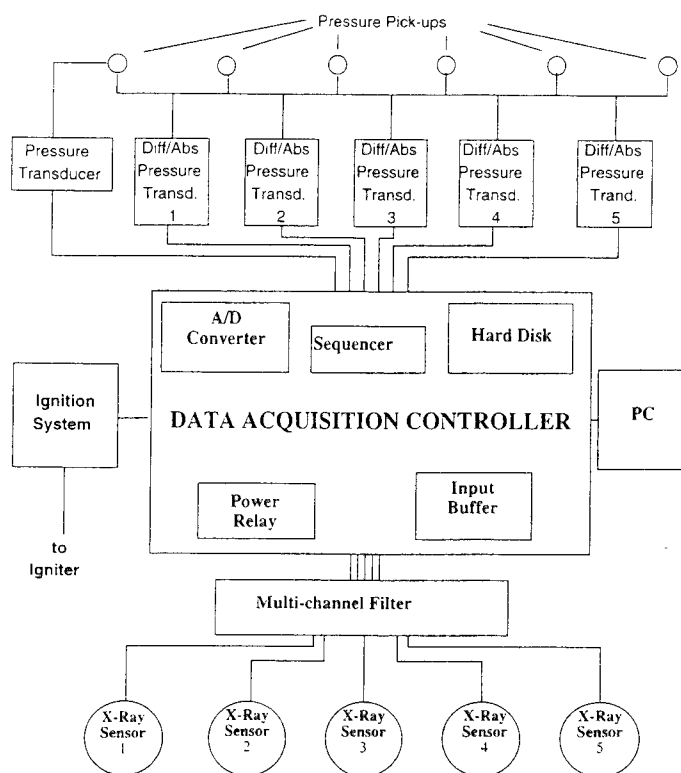 Pressure Pick-ups
Pressure
Transducer
Diff/Abs
Pressure
Transd.
1
Diff/Abs
Pressure
Transd.
2
Diff/Abs
Pressure
Transd.
3
Diff/Abs
Pressure
Transd.
4
Diff/Abs
Pressure
Trand.
5
A/D
Converter
Sequencer
Hard Disk
Ignition
System
DATA ACQUISITION CONTROLLER
PC
Power
Relay
Input
Buffer
to
Igniter
Multi-channel Filter
X-Ray
Sensor
1
X-Ray
Sensor
2
X-Ray
Sensor
3
X-Ray
Sensor
4
X-Ray
Sensor
5